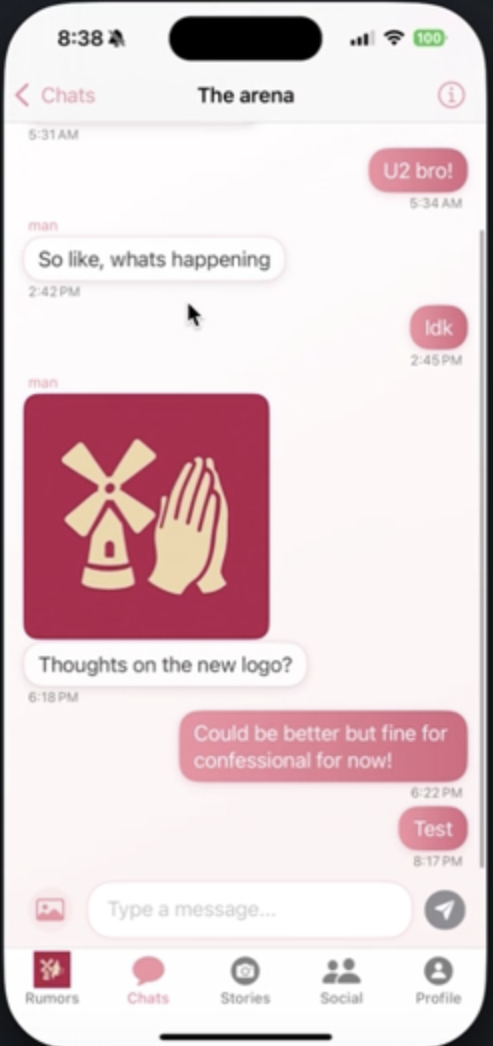 8:38
100
Chats
The arena
5:31 AM
U2 bro!
5:34 AM
man
So like, whats happening
2:42 PM
Idk
2:45 PM
man
Thoughts on the new logo?
6:18 PM
Could be better but fine for
confessional for now!
6:22 PM
Test
8:17 PM
Type a message...
Rumors
Chats
Stories
Social
Profile